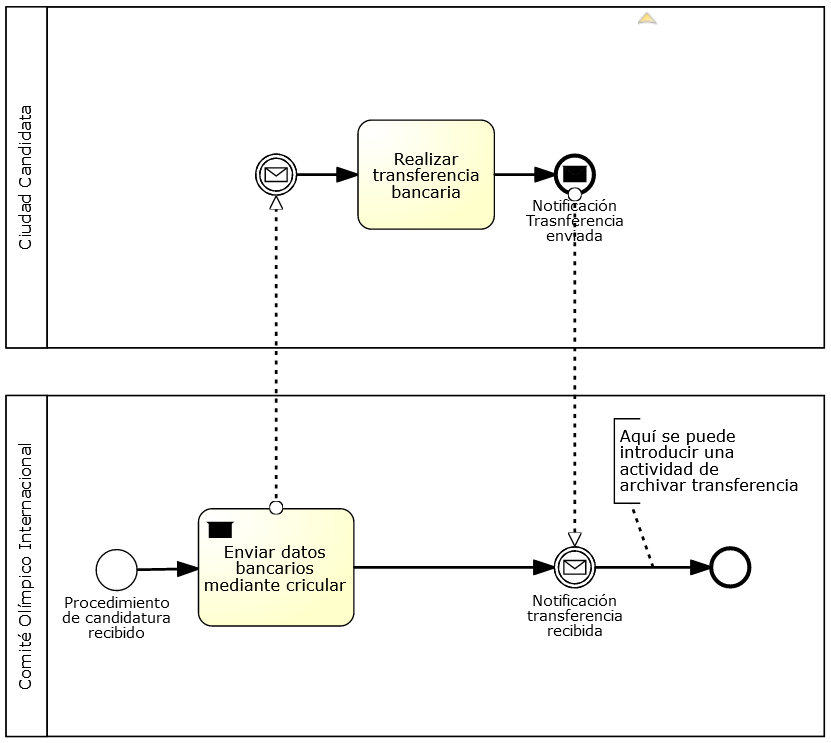 Ciudad Candidata
Realizar
transferencia
bancaria
Notificación
Trasnferencia
enviada
Comité Olímpico Internacional
Procedimiento
de candidatura
recibido
Enviar datos
bancarios
mediante cricular
Notificación
transferencia
recibida
Aquí se puede
introducir una
actividad de
archivar transferencia